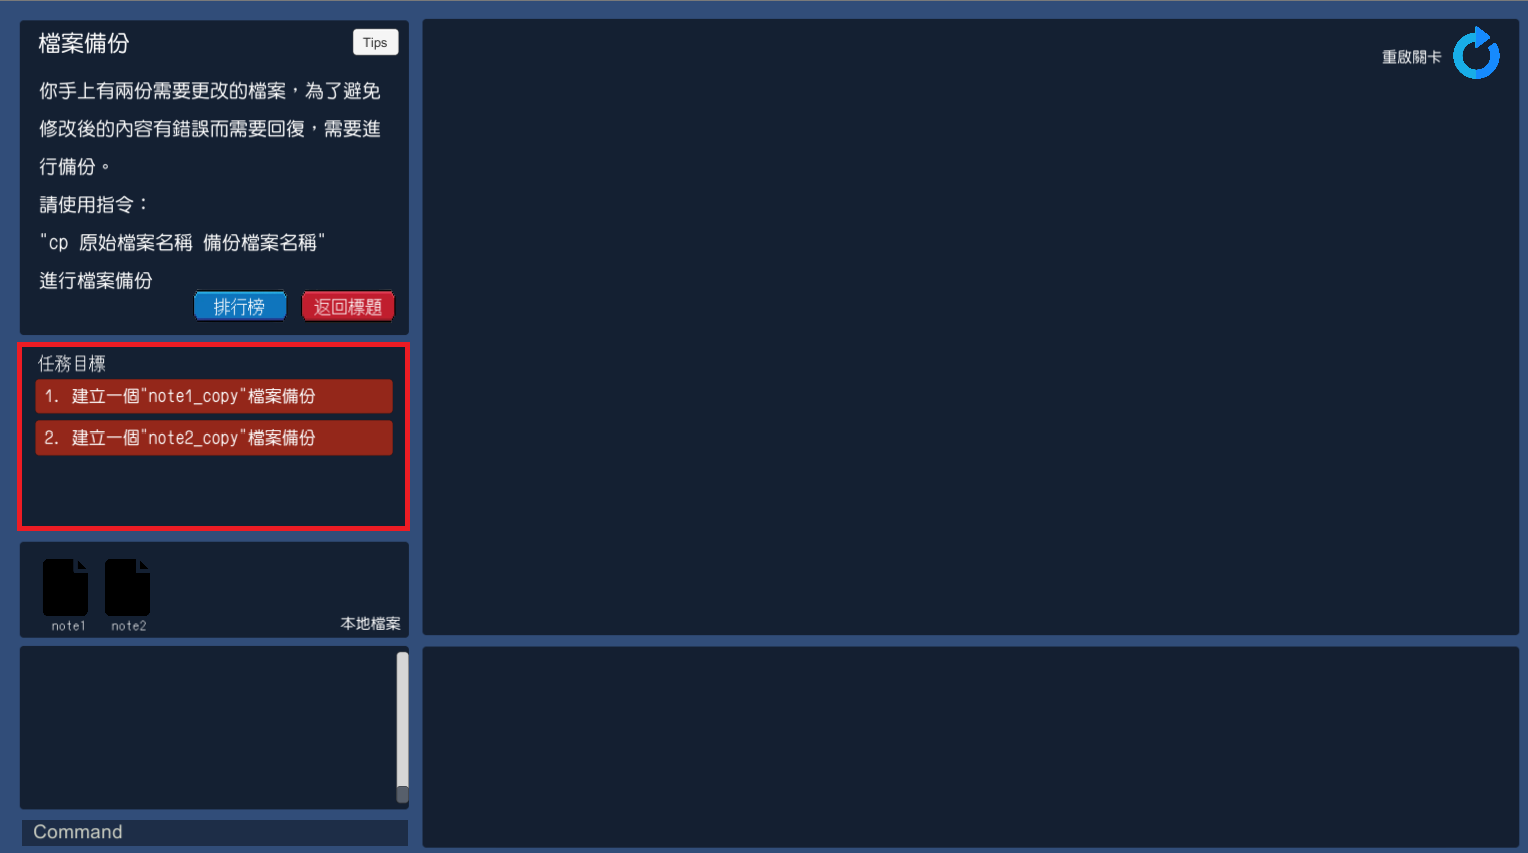 檔案備份
Tips
你手上有兩份需要更改的檔案，為了避免
修改後的內容有錯誤而需要回復，需要進
行備份。
請使用指令：
"cp 原始檔案名稱 備份檔案名稱"
進行檔案備份
排行榜
返回標題
任務目標
1. 建立一個"note1_copy"檔案備份
2. 建立一個"note2_copy"檔案備份
note1
note2
本地檔案
Command
重啟關卡